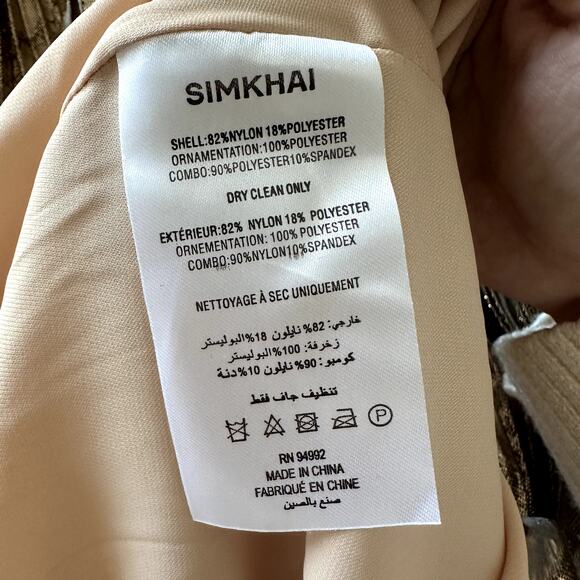 SIMKHAI
SHELL:82%NYLON 18%POLYESTER
ORNAMENTATION:100%POLYESTER
COMBO:90%POLYESTER10%SPANDEX
DRY CLEAN ONLY
EXTÉRIEUR:82% NYLON 18% POLYESTER
ORNEMENTATION: 100% POLYESTER
COMBO:90%NYLON10%SPANDEX
NETTOYAGE À SEC UNIQUEMENT
خارجي: 82% نايلون 18%البوليستر
زخرفة: 100%البوليستر
كومبو: 90%نايلون 10%دنة
تنظيف جاف فقط
P
RN 94992
MADE IN CHINA
FABRIQUÉ EN CHINE
صنع بالصين